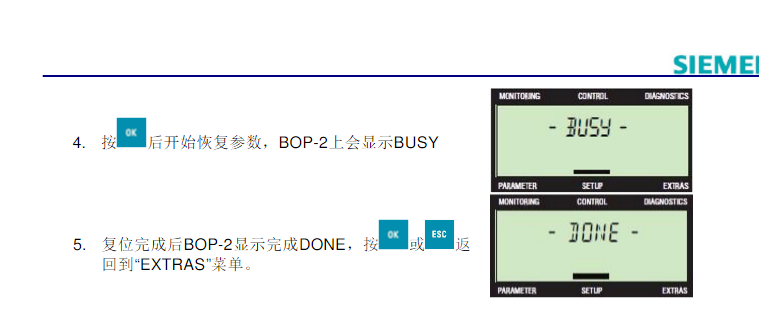 SIEME
MONITORING CONTROL DIAGNOSTICS
- BUSY -
PARAMETER SETUP EXTRAS
4. 按 OK 后开始恢复参数，BOP-2上会显示BUSY
MONITORING CONTROL DIAGNOSTICS
- DONE -
PARAMETER SETUP EXTRAS
5. 复位完成后BOP-2显示完成DONE，按 OK 或 ESC 返
回到“EXTRAS”菜单。